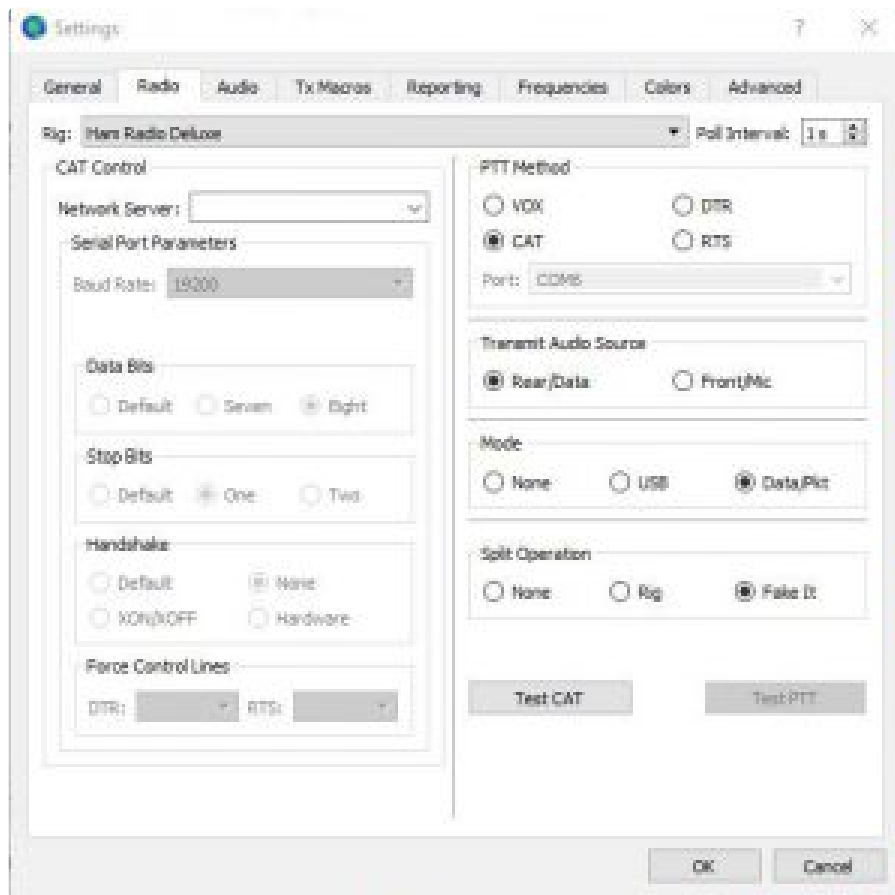 Settings ?
General Radio Audio Tx Macros Reporting Frequencies Colors Advanced
Rig: Ham Radio Deluxe Poll Interval: 1 s
CAT Control
Network Server:
Serial Port Parameters
Baud Rate: 19200
Data Bits
Default Seven Eight
Stop Bits
Default One Two
Handshake
Default None
XON/XOFF Hardware
Force Control Lines
DTR: RTS:
PTT Method
VOX DTR
CAT RTS
Port: COM6
Transmit Audio Source
Rear/Data Front/Mic
Mode
None USB Data/Pkt
Split Operation
None Rig Fake It
Test CAT Test PTT
OK Cancel